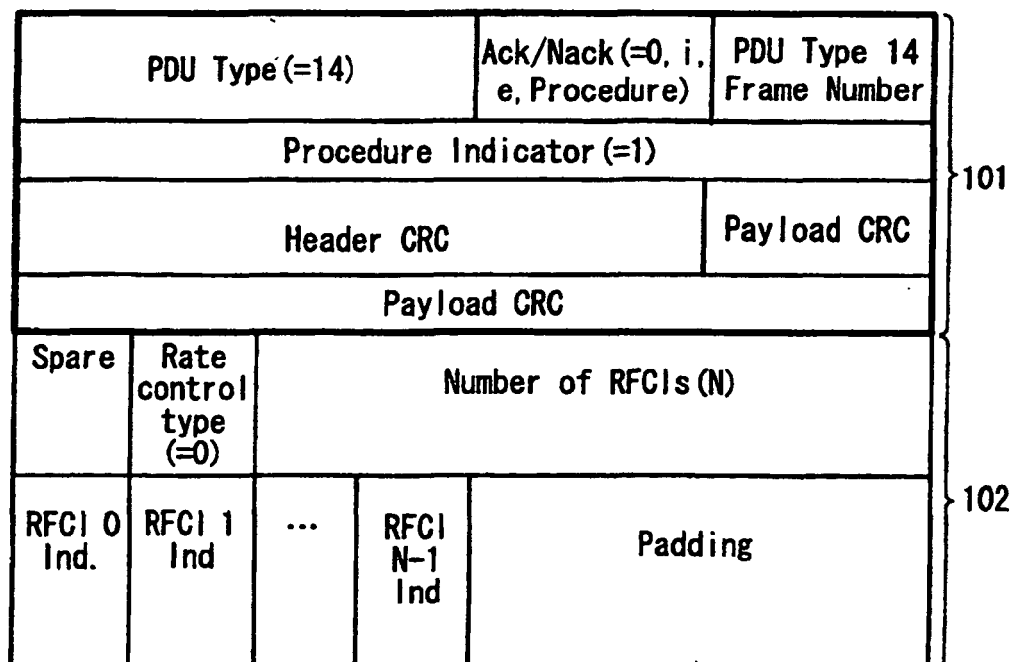 PDU Type(=14)
Ack/Nack(=0, i,
e, Procedure)
PDU Type 14
Frame Number
Procedure Indicator(=1)
101
Header CRC
Payload CRC
Payload CRC
Spare
Rate
control
type
(=0)
Number of RFCIs(N)
102
RFCI 0
Ind.
RFCI 1
Ind
...
RFCI
N-1
Ind
Padding